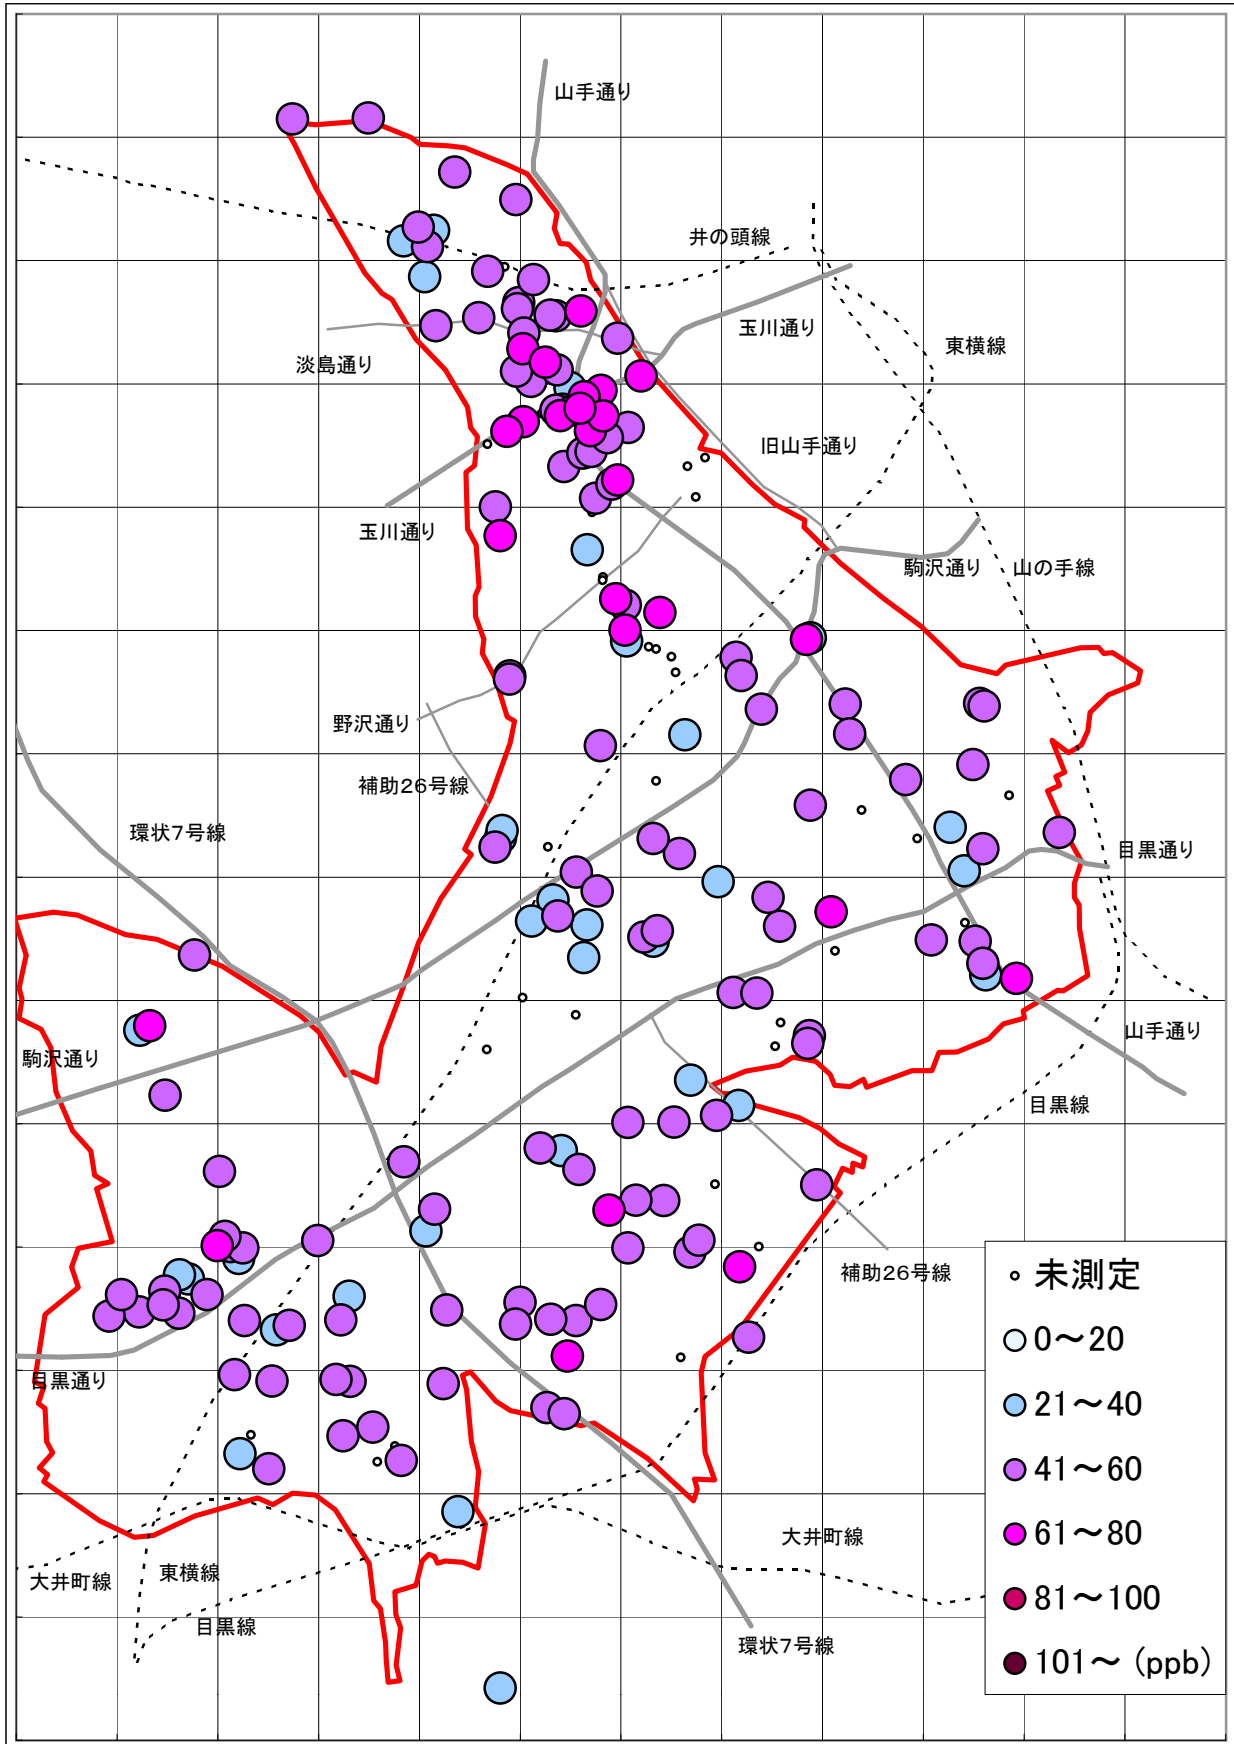 山手通り
井の頭線
玉川通り
東横線
淡島通り
旧山手通り
玉川通り
駒沢通り
山の手線
野沢通り
補助26号線
環状7号線
目黒通り
山手通り
駒沢通り
目黒線
補助26号線
未測定
0～20
21～40
目黒通り
41～60
61～80
大井町線
東横線
大井町線
81～100
目黒線
環状7号線
101～ (ppb)